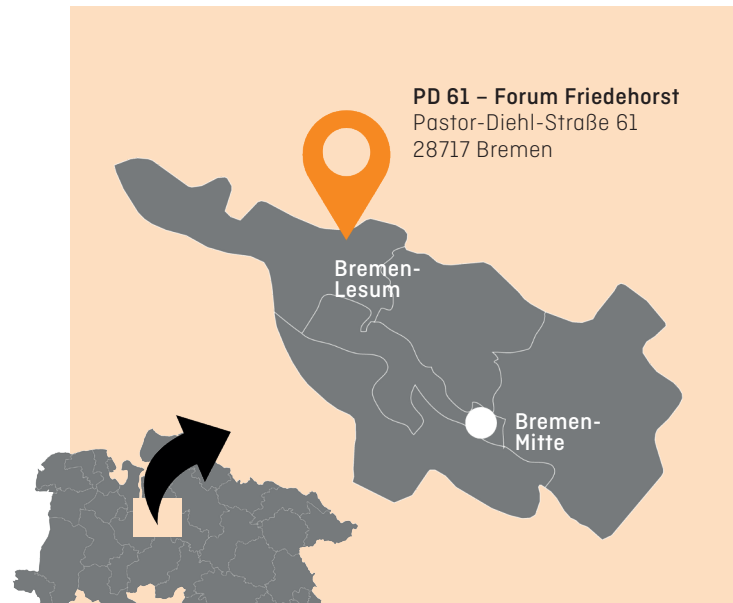 PD 61 – Forum Friedehorst
Pastor-Diehl-Straße 61
28717 Bremen
Bremen-
Lesum
Bremen-
Mitte